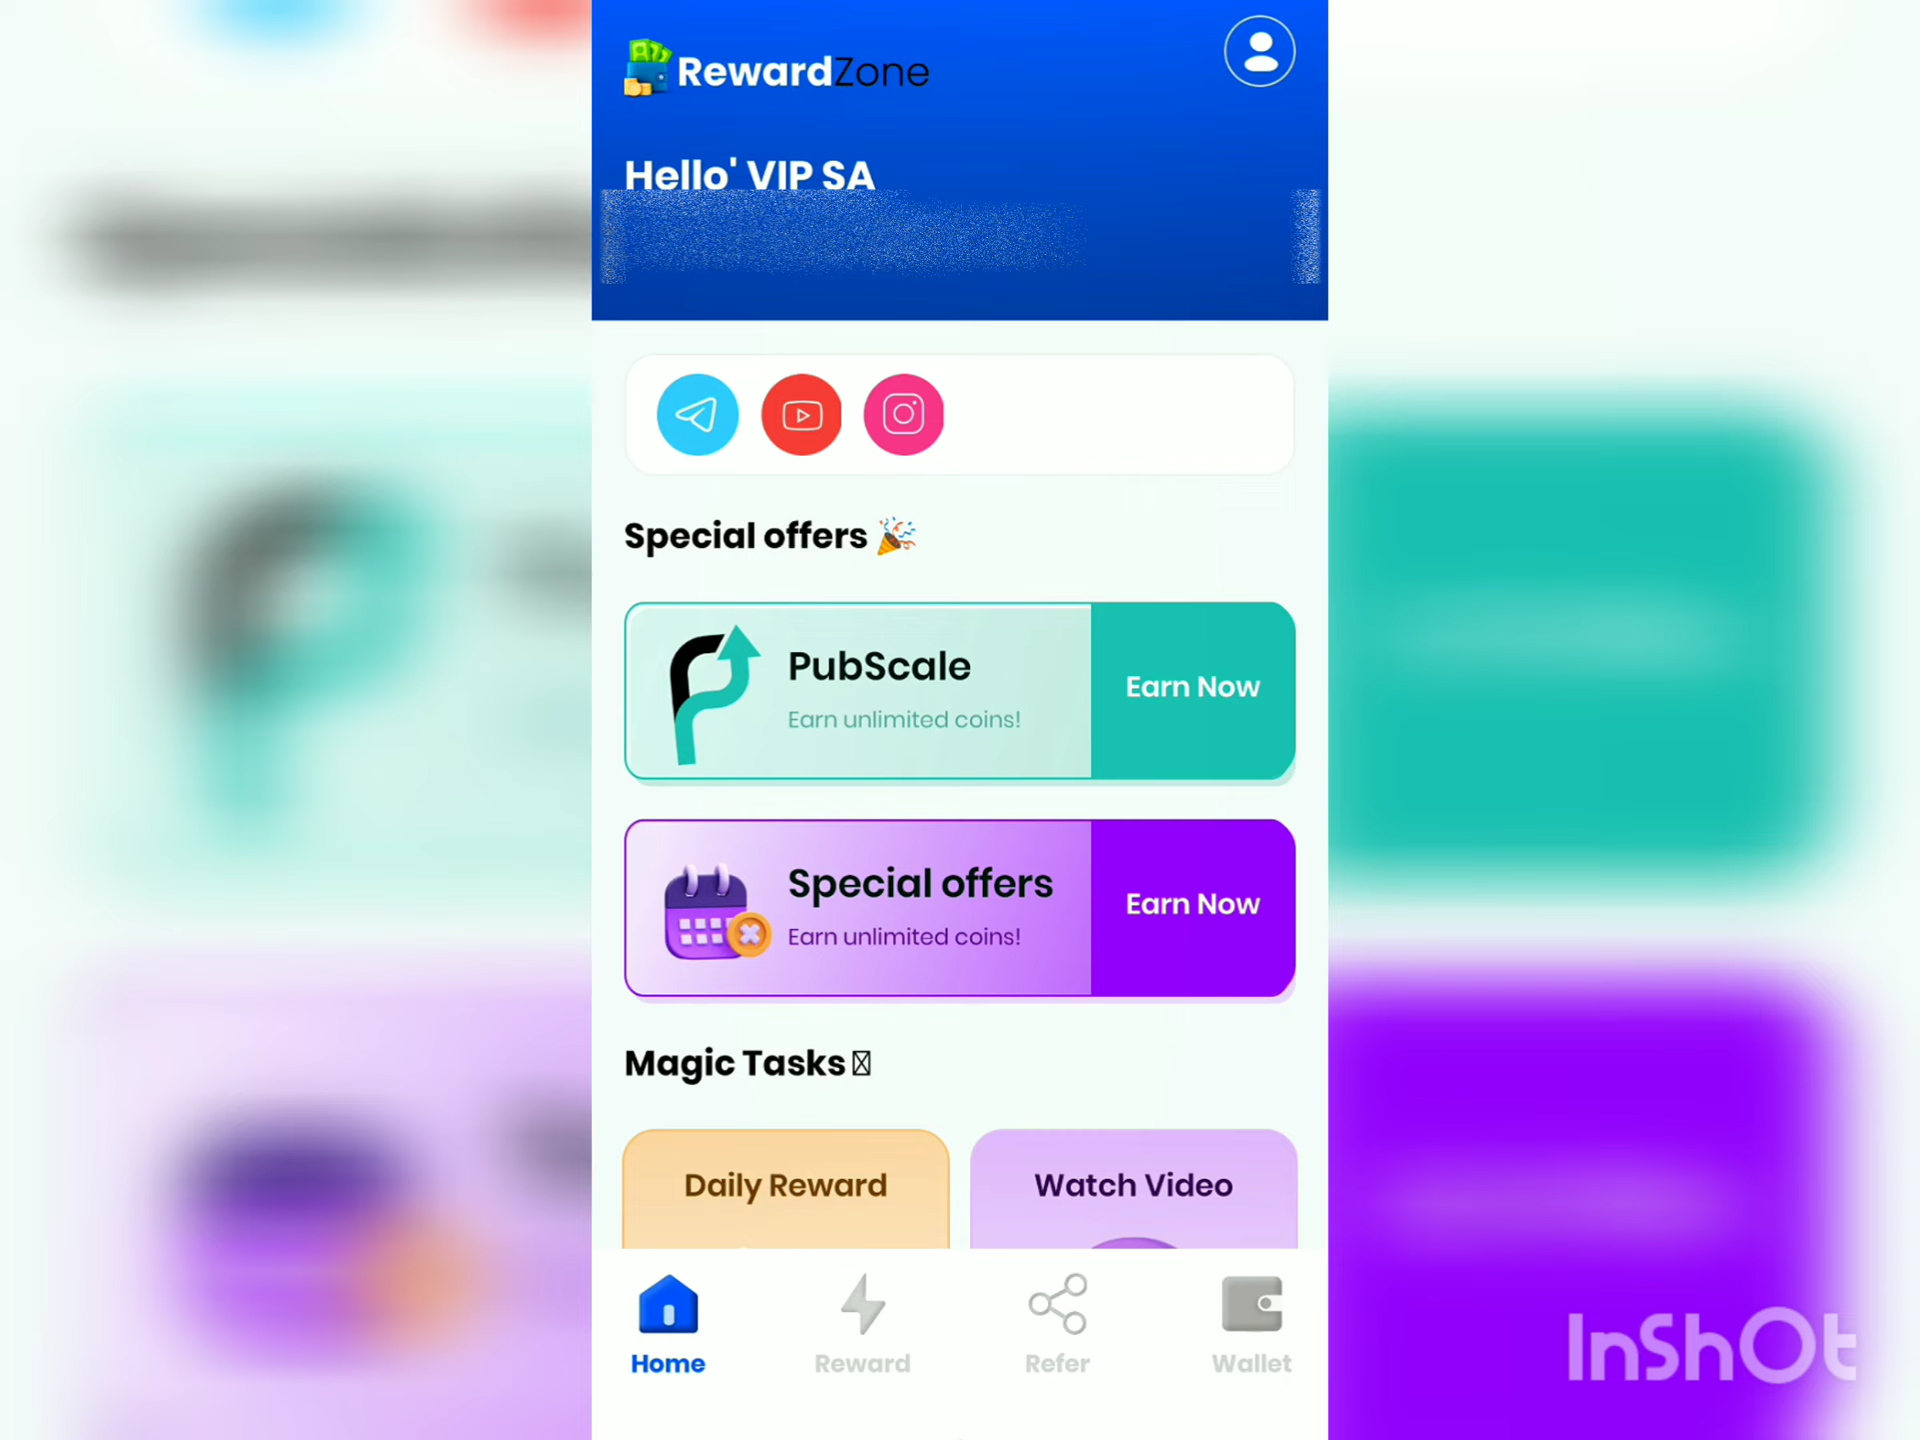 RewardZone
Hello' VIP SA
Special offers 🎉
PubScale
Earn unlimited coins!
Earn Now
Special offers
Earn unlimited coins!
Earn Now
Magic Tasks
Daily Reward
Watch Video
Home
Reward
Refer
Wallet
InShOt